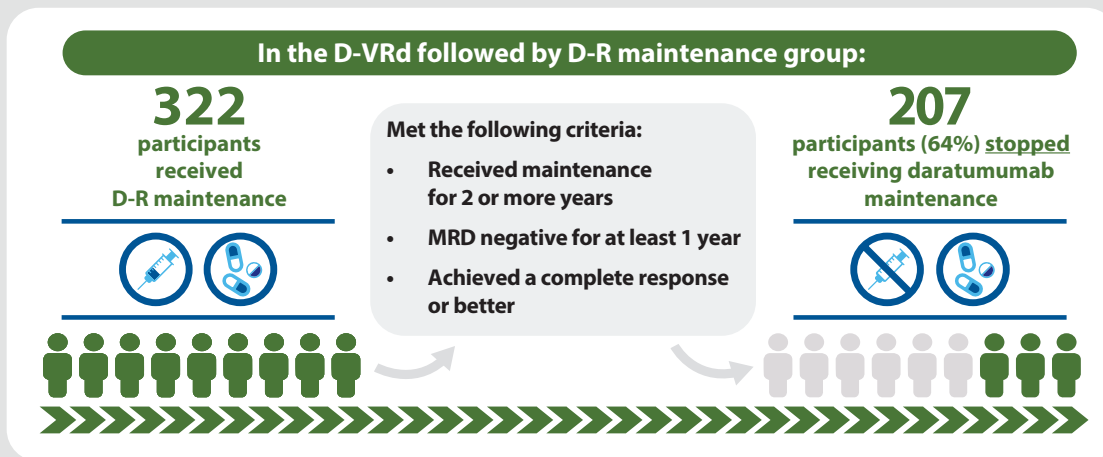 In the D-VRd followed by D-R maintenance group:
322
participants
received
D-R maintenance
Met the following criteria:
• Received maintenance
for 2 or more years
• MRD negative for at least 1 year
• Achieved a complete response
or better
207
participants (64%) stopped
receiving daratumumab
maintenance